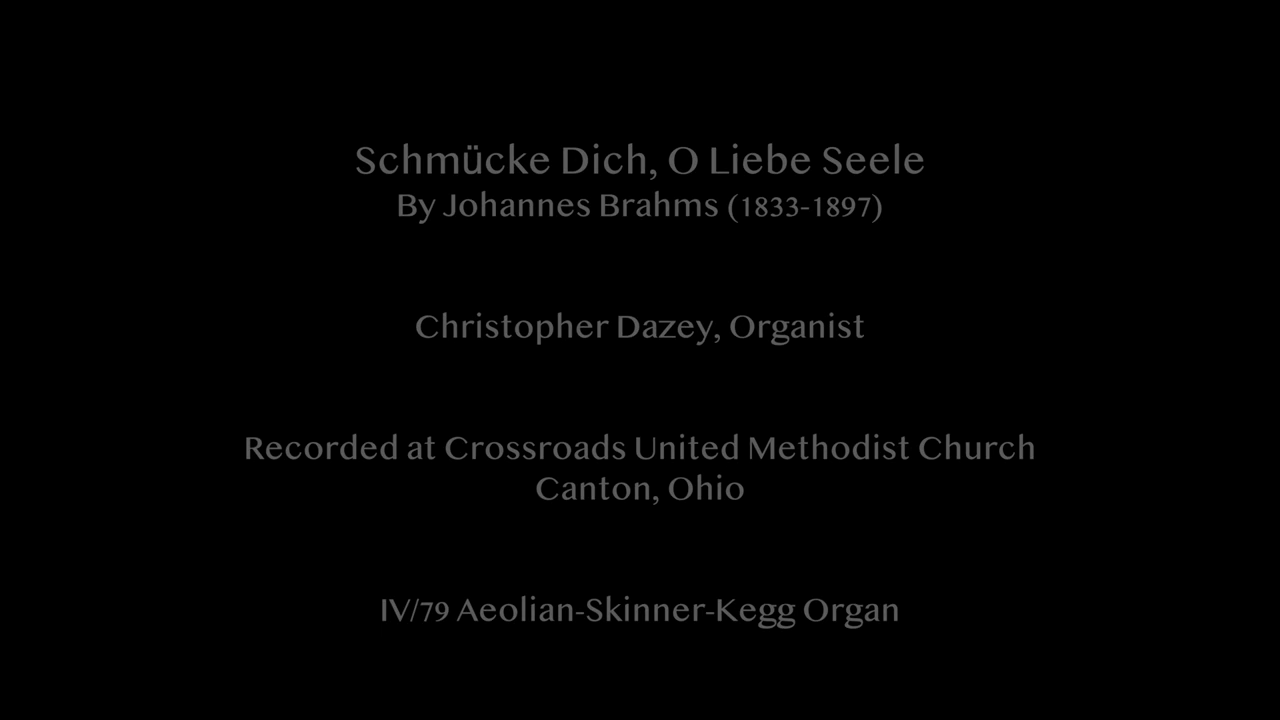 Schmücke Dich, O Liebe Seele
By Johannes Brahms (1833-1897)
Christopher Dazey, Organist
Recorded at Crossroads United Methodist Church
Canton, Ohio
IV/79 Aeolian-Skinner-Kegg Organ